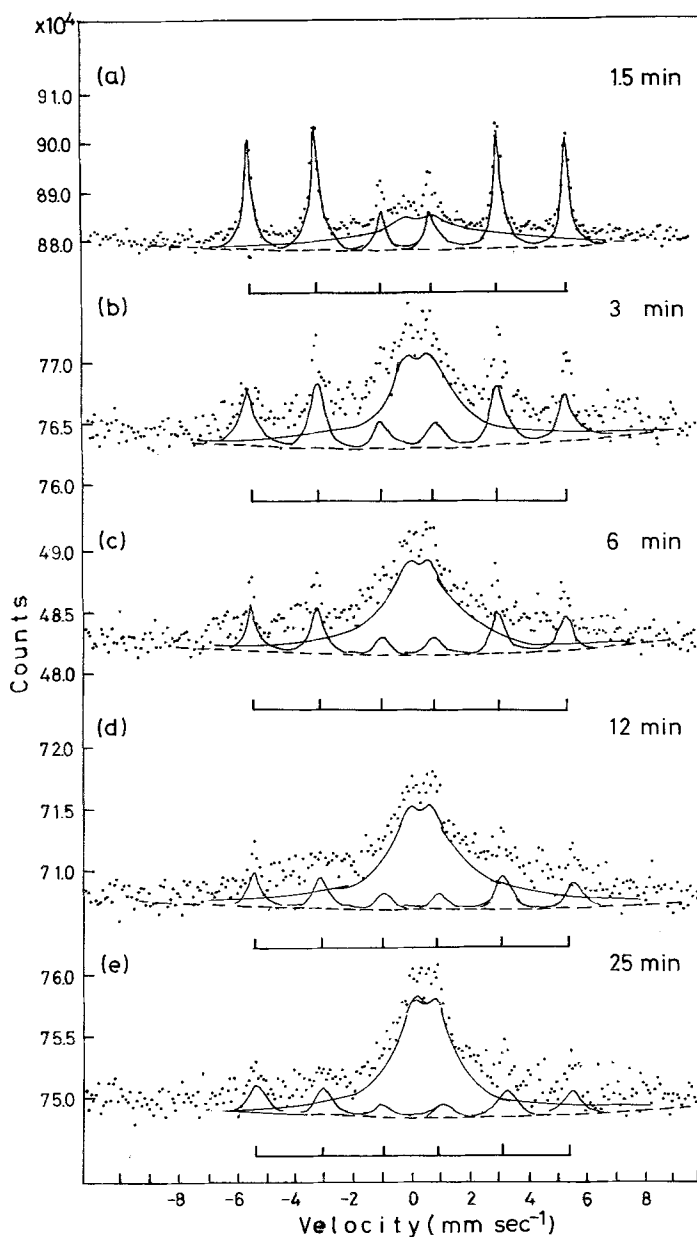 x10⁴
(a) 1.5 min
91.0
90.0
89.0
88.0
(b) 3 min
77.0
76.5
76.0
(c) 6 min
49.0
48.5
48.0
Counts
(d) 12 min
72.0
71.5
71.0
(e) 25 min
76.0
75.5
75.0
-8 -6 -4 -2 0 2 4 6 8
Velocity (mm sec⁻¹)